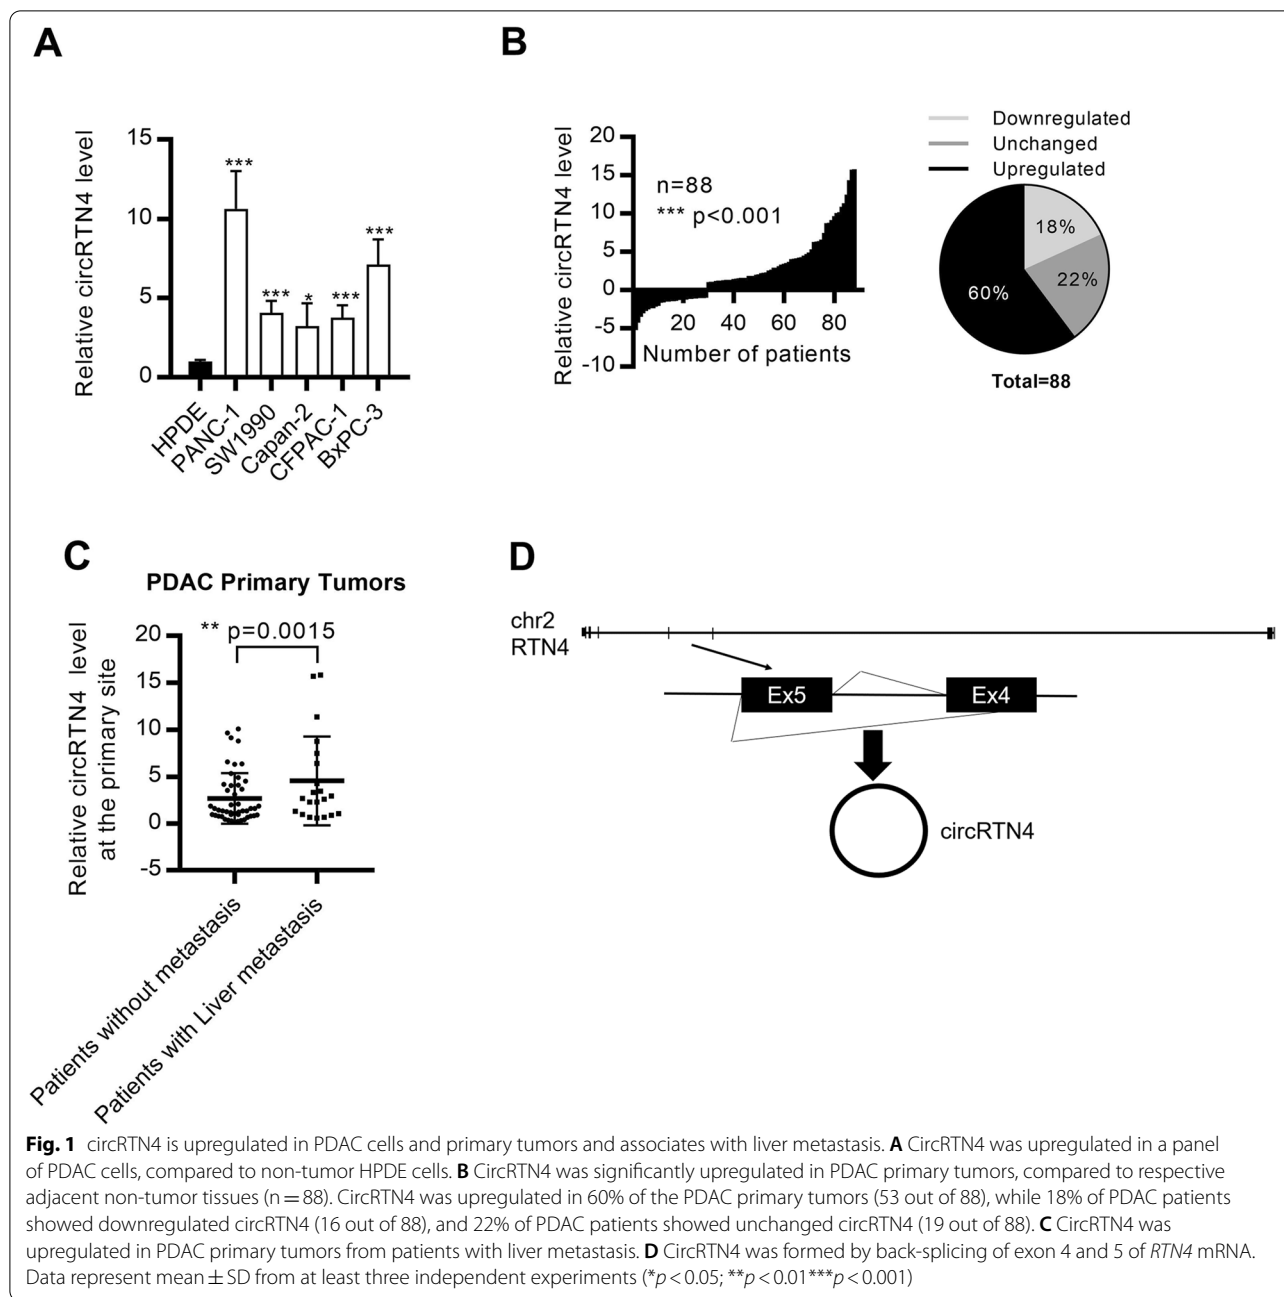 A
Relative circRTN4 level
15
10
5
0
***
***
*
***
***
HPDE
PANC-1
SW1990
Capan-2
CFPAC-1
BxPC-3
B
Relative circRTN4 level
20
15
10
5
0
-5
-10
n=88
*** p<0.001
20 40 60 80
Number of patients
Downregulated
Unchanged
Upregulated
18%
22%
60%
Total=88
C
PDAC Primary Tumors
Relative circRTN4 level
at the primary site
20
15
10
5
0
-5
** p=0.0015
Patients without metastasis
Patients with Liver metastasis
D
chr2
RTN4
Ex5
Ex4
circRTN4
Fig. 1 circRTN4 is upregulated in PDAC cells and primary tumors and associates with liver metastasis. A CircRTN4 was upregulated in a panel
of PDAC cells, compared to non-tumor HPDE cells. B CircRTN4 was significantly upregulated in PDAC primary tumors, compared to respective
adjacent non-tumor tissues (n = 88). CircRTN4 was upregulated in 60% of the PDAC primary tumors (53 out of 88), while 18% of PDAC patients
showed downregulated circRTN4 (16 out of 88), and 22% of PDAC patients showed unchanged circRTN4 (19 out of 88). C CircRTN4 was
upregulated in PDAC primary tumors from patients with liver metastasis. D CircRTN4 was formed by back-splicing of exon 4 and 5 of RTN4 mRNA.
Data represent mean ± SD from at least three independent experiments (*p < 0.05; **p < 0.01***p < 0.001)